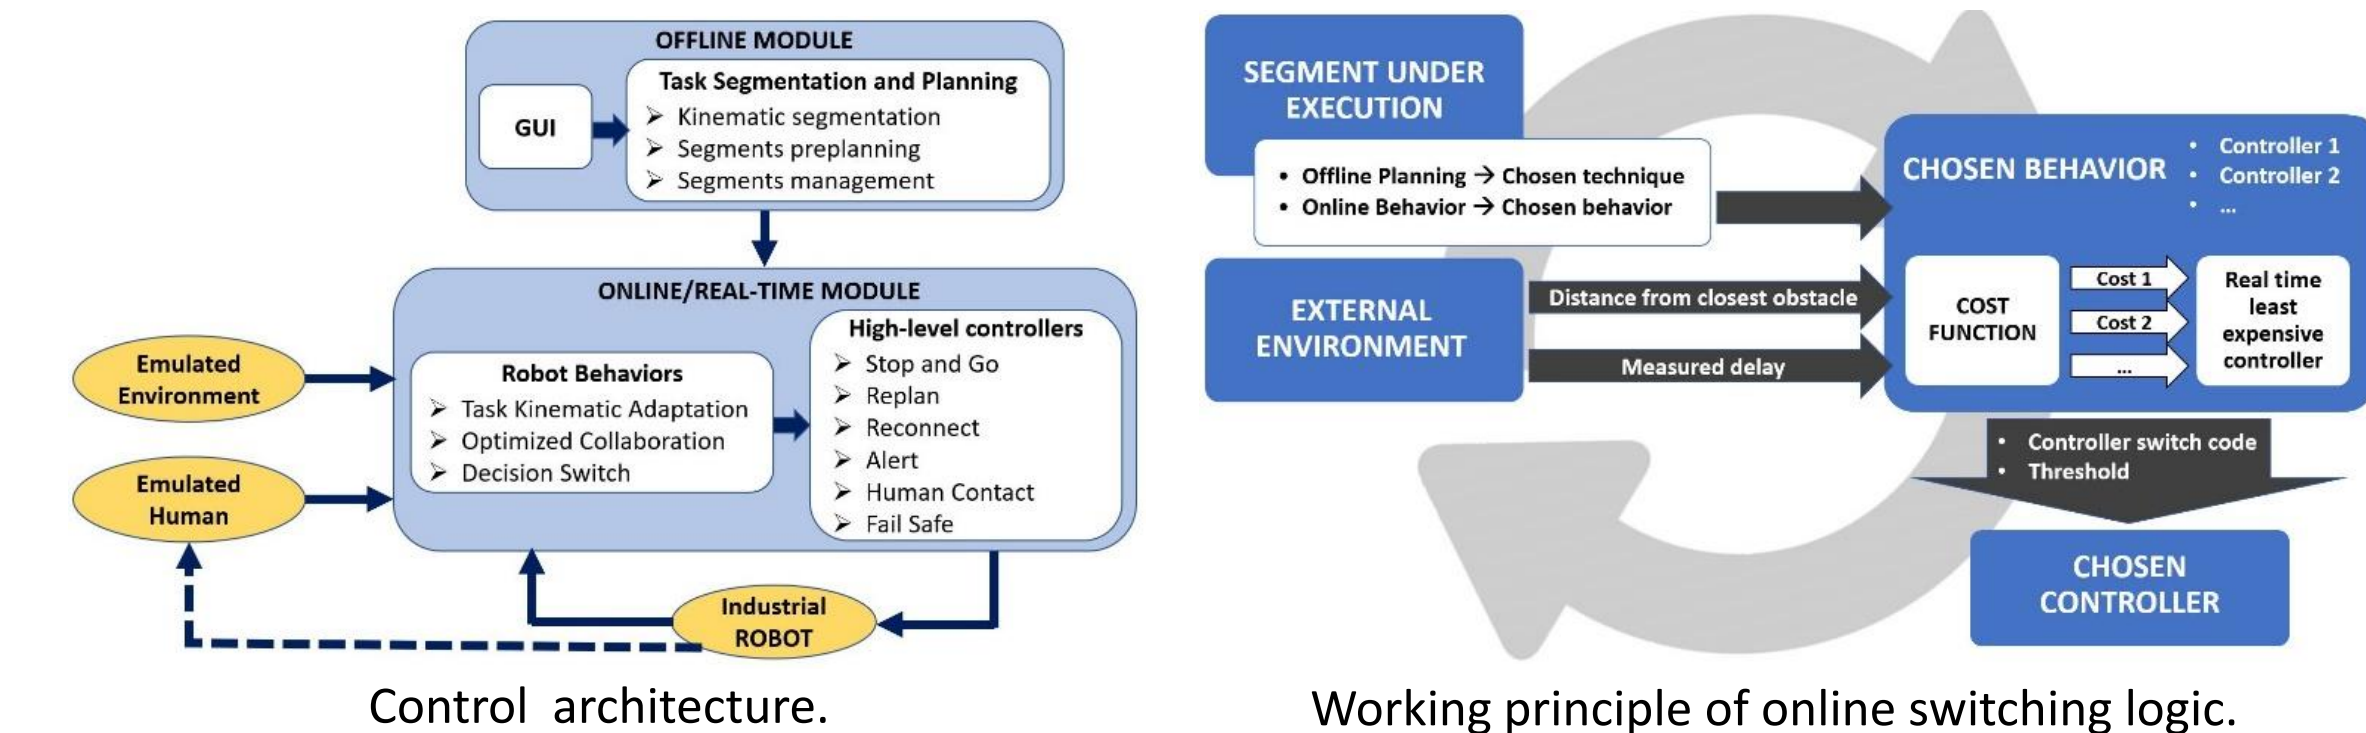 OFFLINE MODULE
GUI
Task Segmentation and Planning
➢ Kinematic segmentation
➢ Segments preplanning
➢ Segments management
ONLINE/REAL-TIME MODULE
Emulated
Environment
Emulated
Human
Robot Behaviors
➢ Task Kinematic Adaptation
➢ Optimized Collaboration
➢ Decision Switch
High-level controllers
➢ Stop and Go
➢ Replan
➢ Reconnect
➢ Alert
➢ Human Contact
➢ Fail Safe
Industrial
ROBOT
Control architecture.
SEGMENT UNDER
EXECUTION
• Offline Planning → Chosen technique
• Online Behavior → Chosen behavior
EXTERNAL
ENVIRONMENT
Distance from closest obstacle
Measured delay
CHOSEN BEHAVIOR
• Controller 1
• Controller 2
• ...
COST
FUNCTION
Cost 1
Cost 2
...
Real time
least
expensive
controller
• Controller switch code
• Threshold
CHOSEN
CONTROLLER
Working principle of online switching logic.